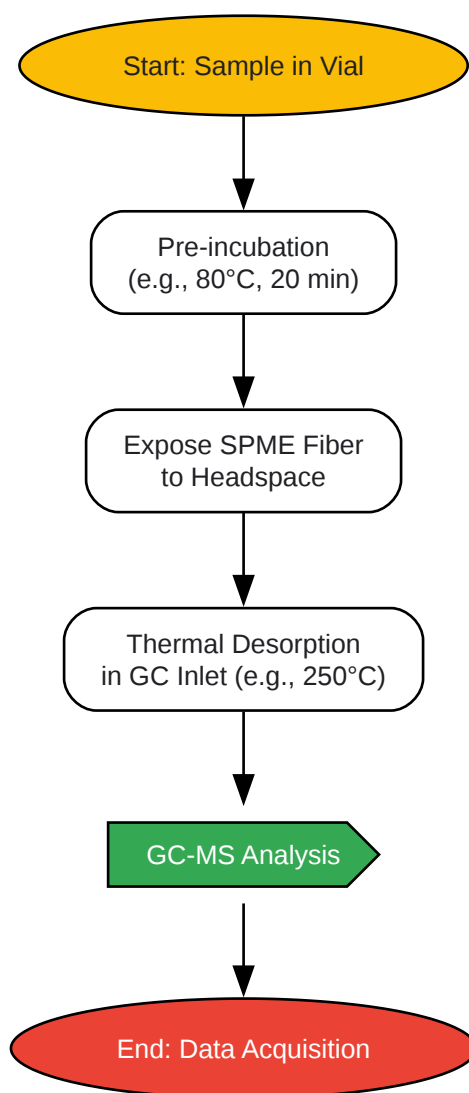 Start: Sample in Vial
Pre-incubation
(e.g., 80°C, 20 min)
Expose SPME Fiber
to Headspace
Thermal Desorption
in GC Inlet (e.g., 250°C)
GC-MS Analysis
End: Data Acquisition